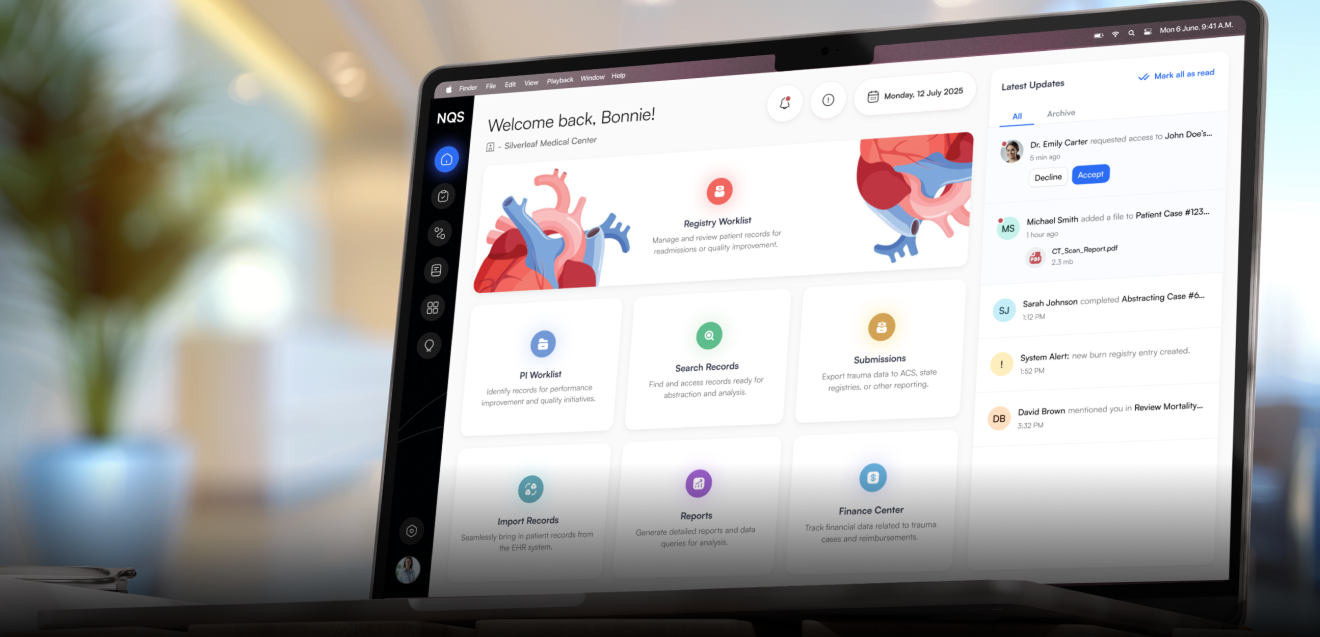 Finder File Edit View Playback Window Help
Mon 6 June. 9:41 A.M.
NQS
Welcome back, Bonnie!
- Silverleaf Medical Center
Monday, 12 July 2025
Registry Worklist
Manage and review patient records for
readmissions or quality improvement.
PI Worklist
Identify records for performance
improvement and quality initiatives.
Search Records
Find and access records ready for
abstraction and analysis.
Submissions
Export trauma data to ACS, state
registries, or other reporting.
Import Records
Seamlessly bring in patient records from
the EHR system.
Reports
Generate detailed reports and data
queries for analysis.
Finance Center
Track financial data related to trauma
cases and reimbursements.
Latest Updates
Mark all as read
All Archive
Dr. Emily Carter requested access to John Doe's...
5 min ago
Decline Accept
MS
Michael Smith added a file to Patient Case #123...
1 hour ago
PDF
CT_Scan_Report.pdf
2.3 mb
SJ
Sarah Johnson completed Abstracting Case #6...
1:12 PM
!
System Alert: new burn registry entry created.
1:52 PM
DB
David Brown mentioned you in Review Mortality...
3:32 PM